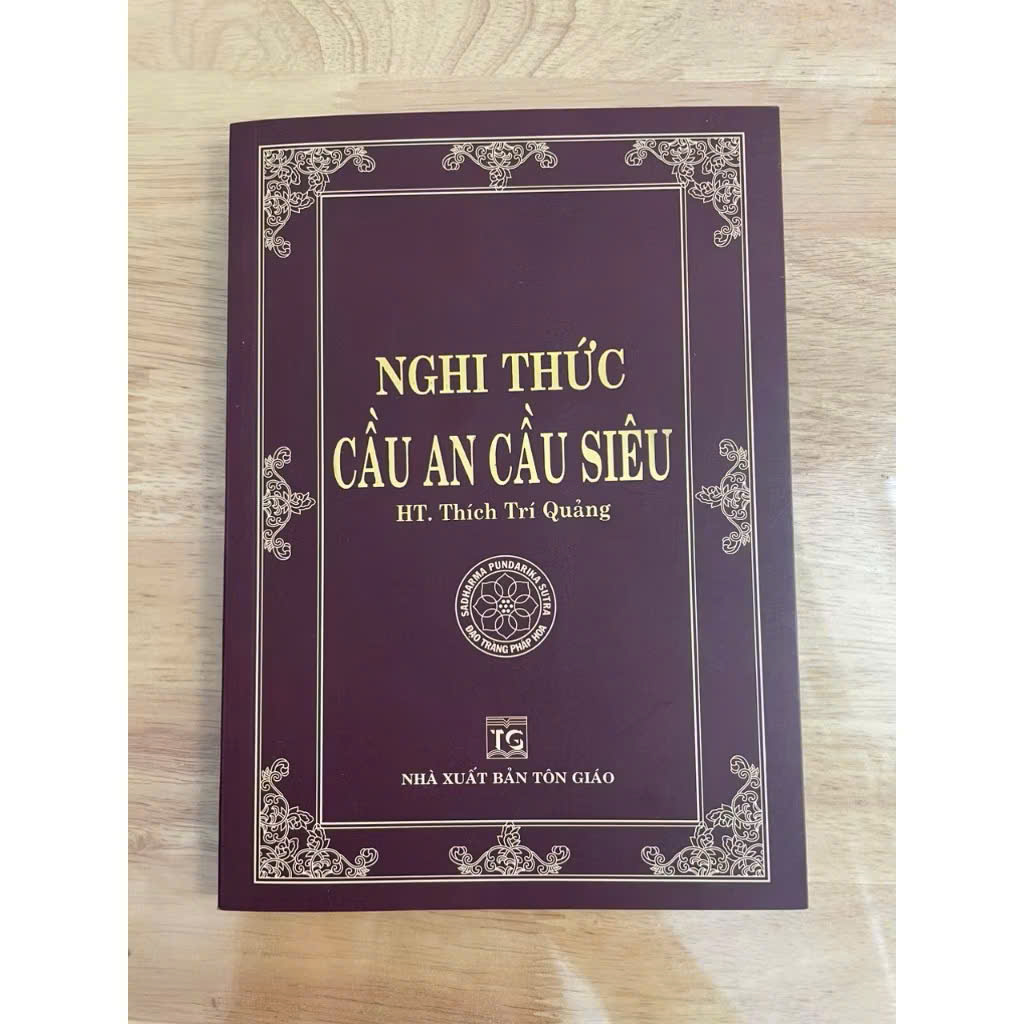 NGHI THỨC
CẦU AN CẦU SIÊU
HT. Thích Trí Quảng
SADHARMA PUNDARIKA SUTRA
ĐẠO TRÀNG PHÁP HOA
TG
NHÀ XUẤT BẢN TÔN GIÁO